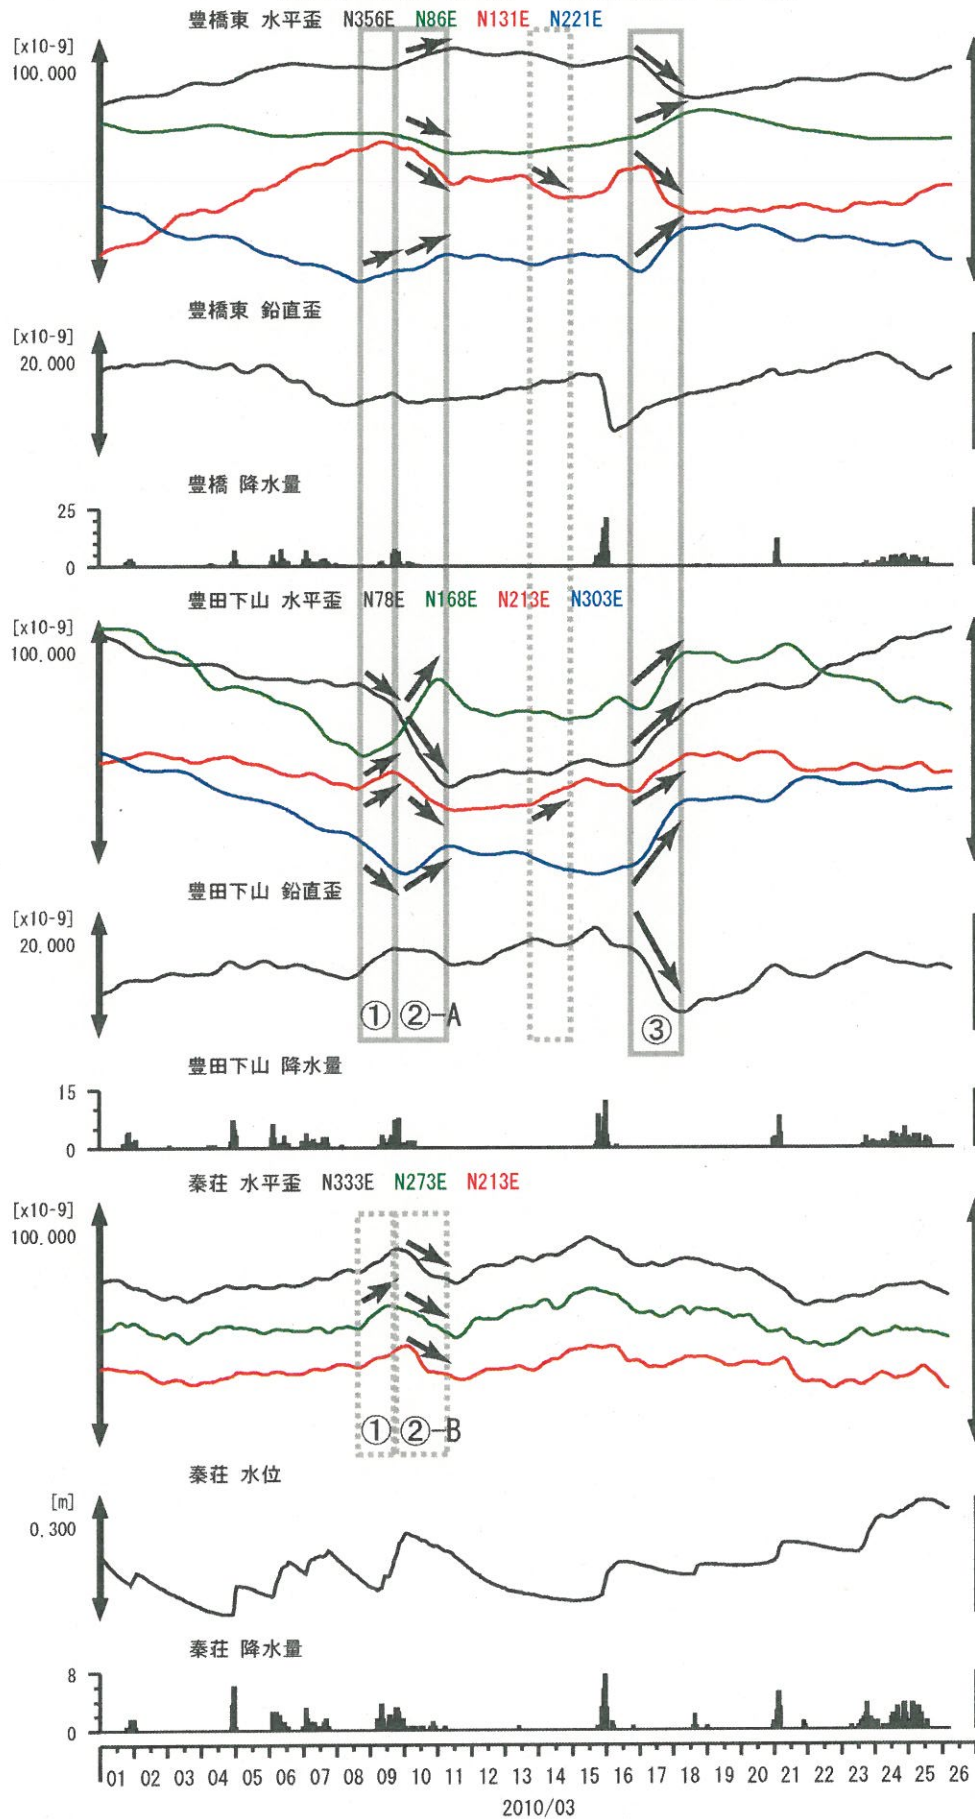 豊橋東 水平歪 N356E N86E N131E N221E
[x10-9]
100.000
豊橋東 鉛直歪
[x10-9]
20.000
豊橋 降水量
25
0
豊田下山 水平歪 N78E N168E N213E N303E
[x10-9]
100.000
豊田下山 鉛直歪
[x10-9]
20.000
① ②-A ③
豊田下山 降水量
15
0
秦荘 水平歪 N333E N273E N213E
[x10-9]
100.000
① ②-B
秦荘 水位
[m]
0.300
秦荘 降水量
8
0
01 02 03 04 05 06 07 08 09 10 11 12 13 14 15 16 17 18 19 20 21 22 23 24 25 26
2010/03